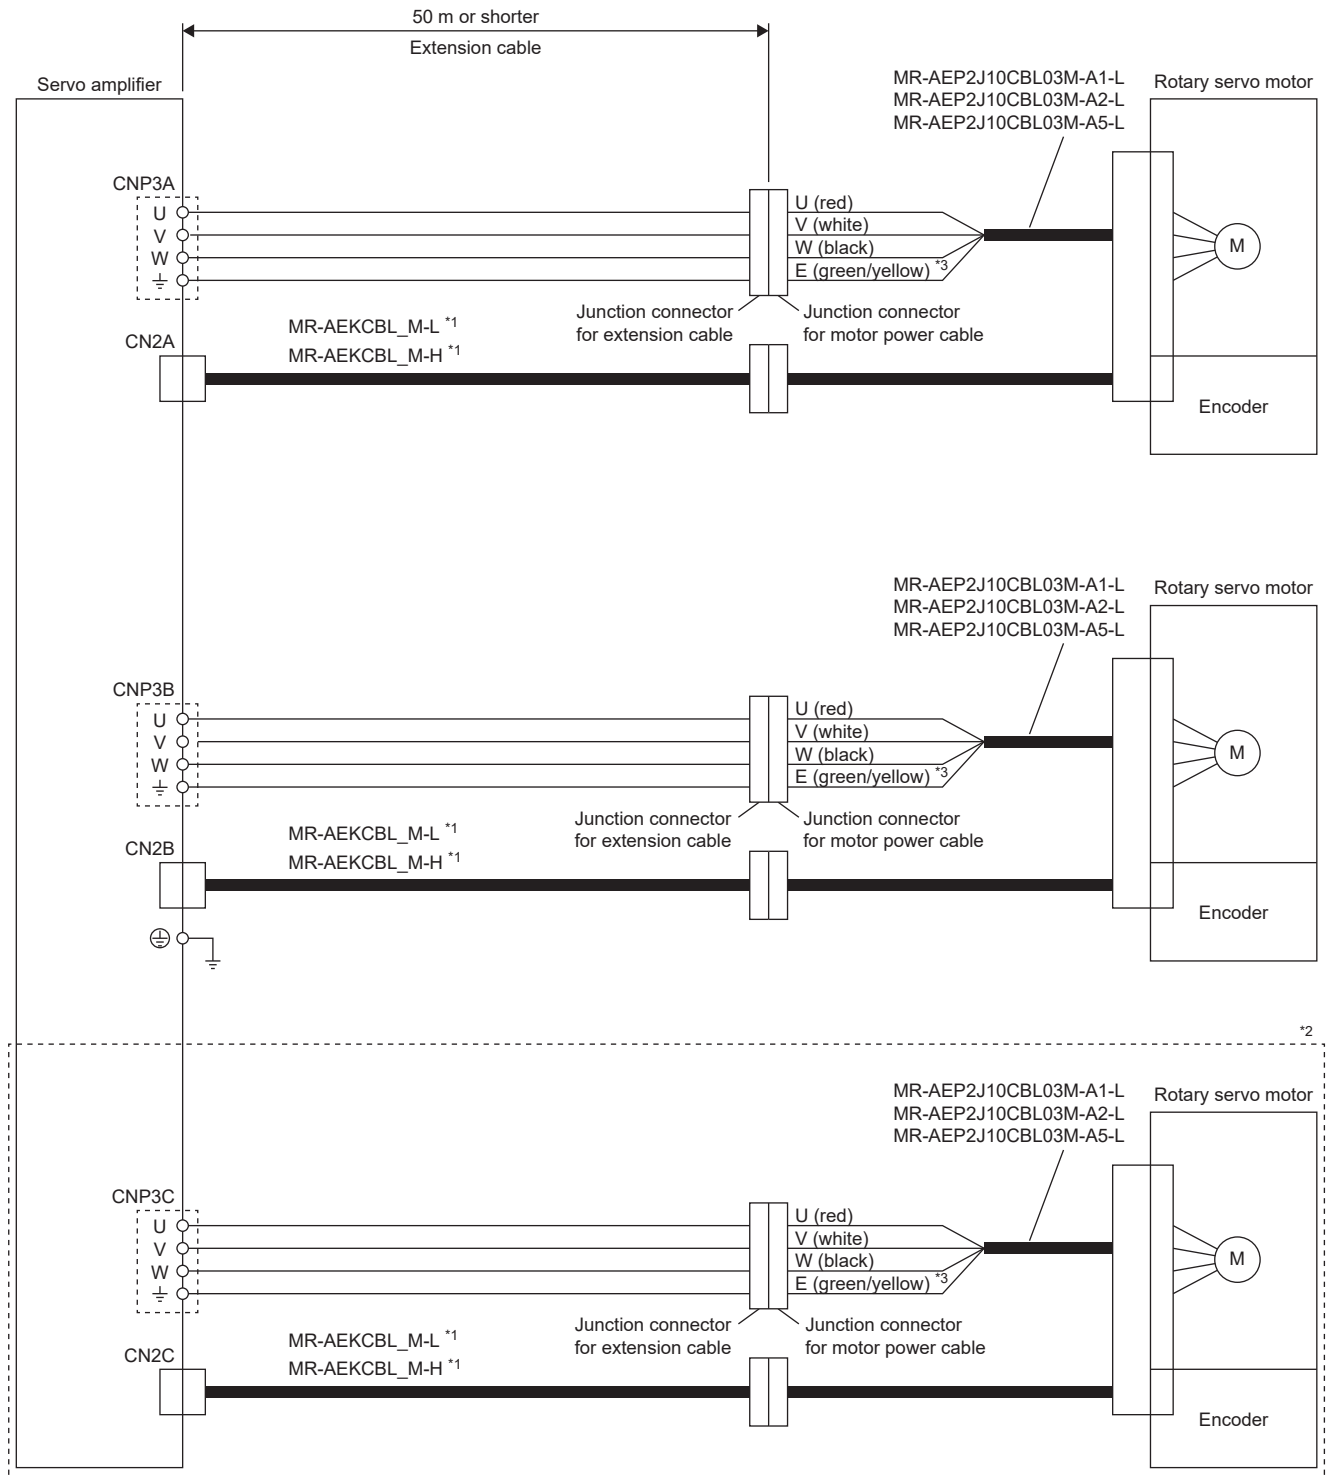 50 m or shorter
Extension cable
Servo amplifier
MR-AEP2J10CBL03M-A1-L
MR-AEP2J10CBL03M-A2-L
MR-AEP2J10CBL03M-A5-L
Rotary servo motor
CNP3A
U
V
W
U (red)
V (white)
W (black)
E (green/yellow) *3
M
Junction connector
for extension cable
Junction connector
for motor power cable
MR-AEKCBL_M-L *1
MR-AEKCBL_M-H *1
CN2A
Encoder
MR-AEP2J10CBL03M-A1-L
MR-AEP2J10CBL03M-A2-L
MR-AEP2J10CBL03M-A5-L
Rotary servo motor
CNP3B
U
V
W
U (red)
V (white)
W (black)
E (green/yellow) *3
M
Junction connector
for extension cable
Junction connector
for motor power cable
MR-AEKCBL_M-L *1
MR-AEKCBL_M-H *1
CN2B
Encoder
*2
MR-AEP2J10CBL03M-A1-L
MR-AEP2J10CBL03M-A2-L
MR-AEP2J10CBL03M-A5-L
Rotary servo motor
CNP3C
U
V
W
U (red)
V (white)
W (black)
E (green/yellow) *3
M
Junction connector
for extension cable
Junction connector
for motor power cable
MR-AEKCBL_M-L *1
MR-AEKCBL_M-H *1
CN2C
Encoder